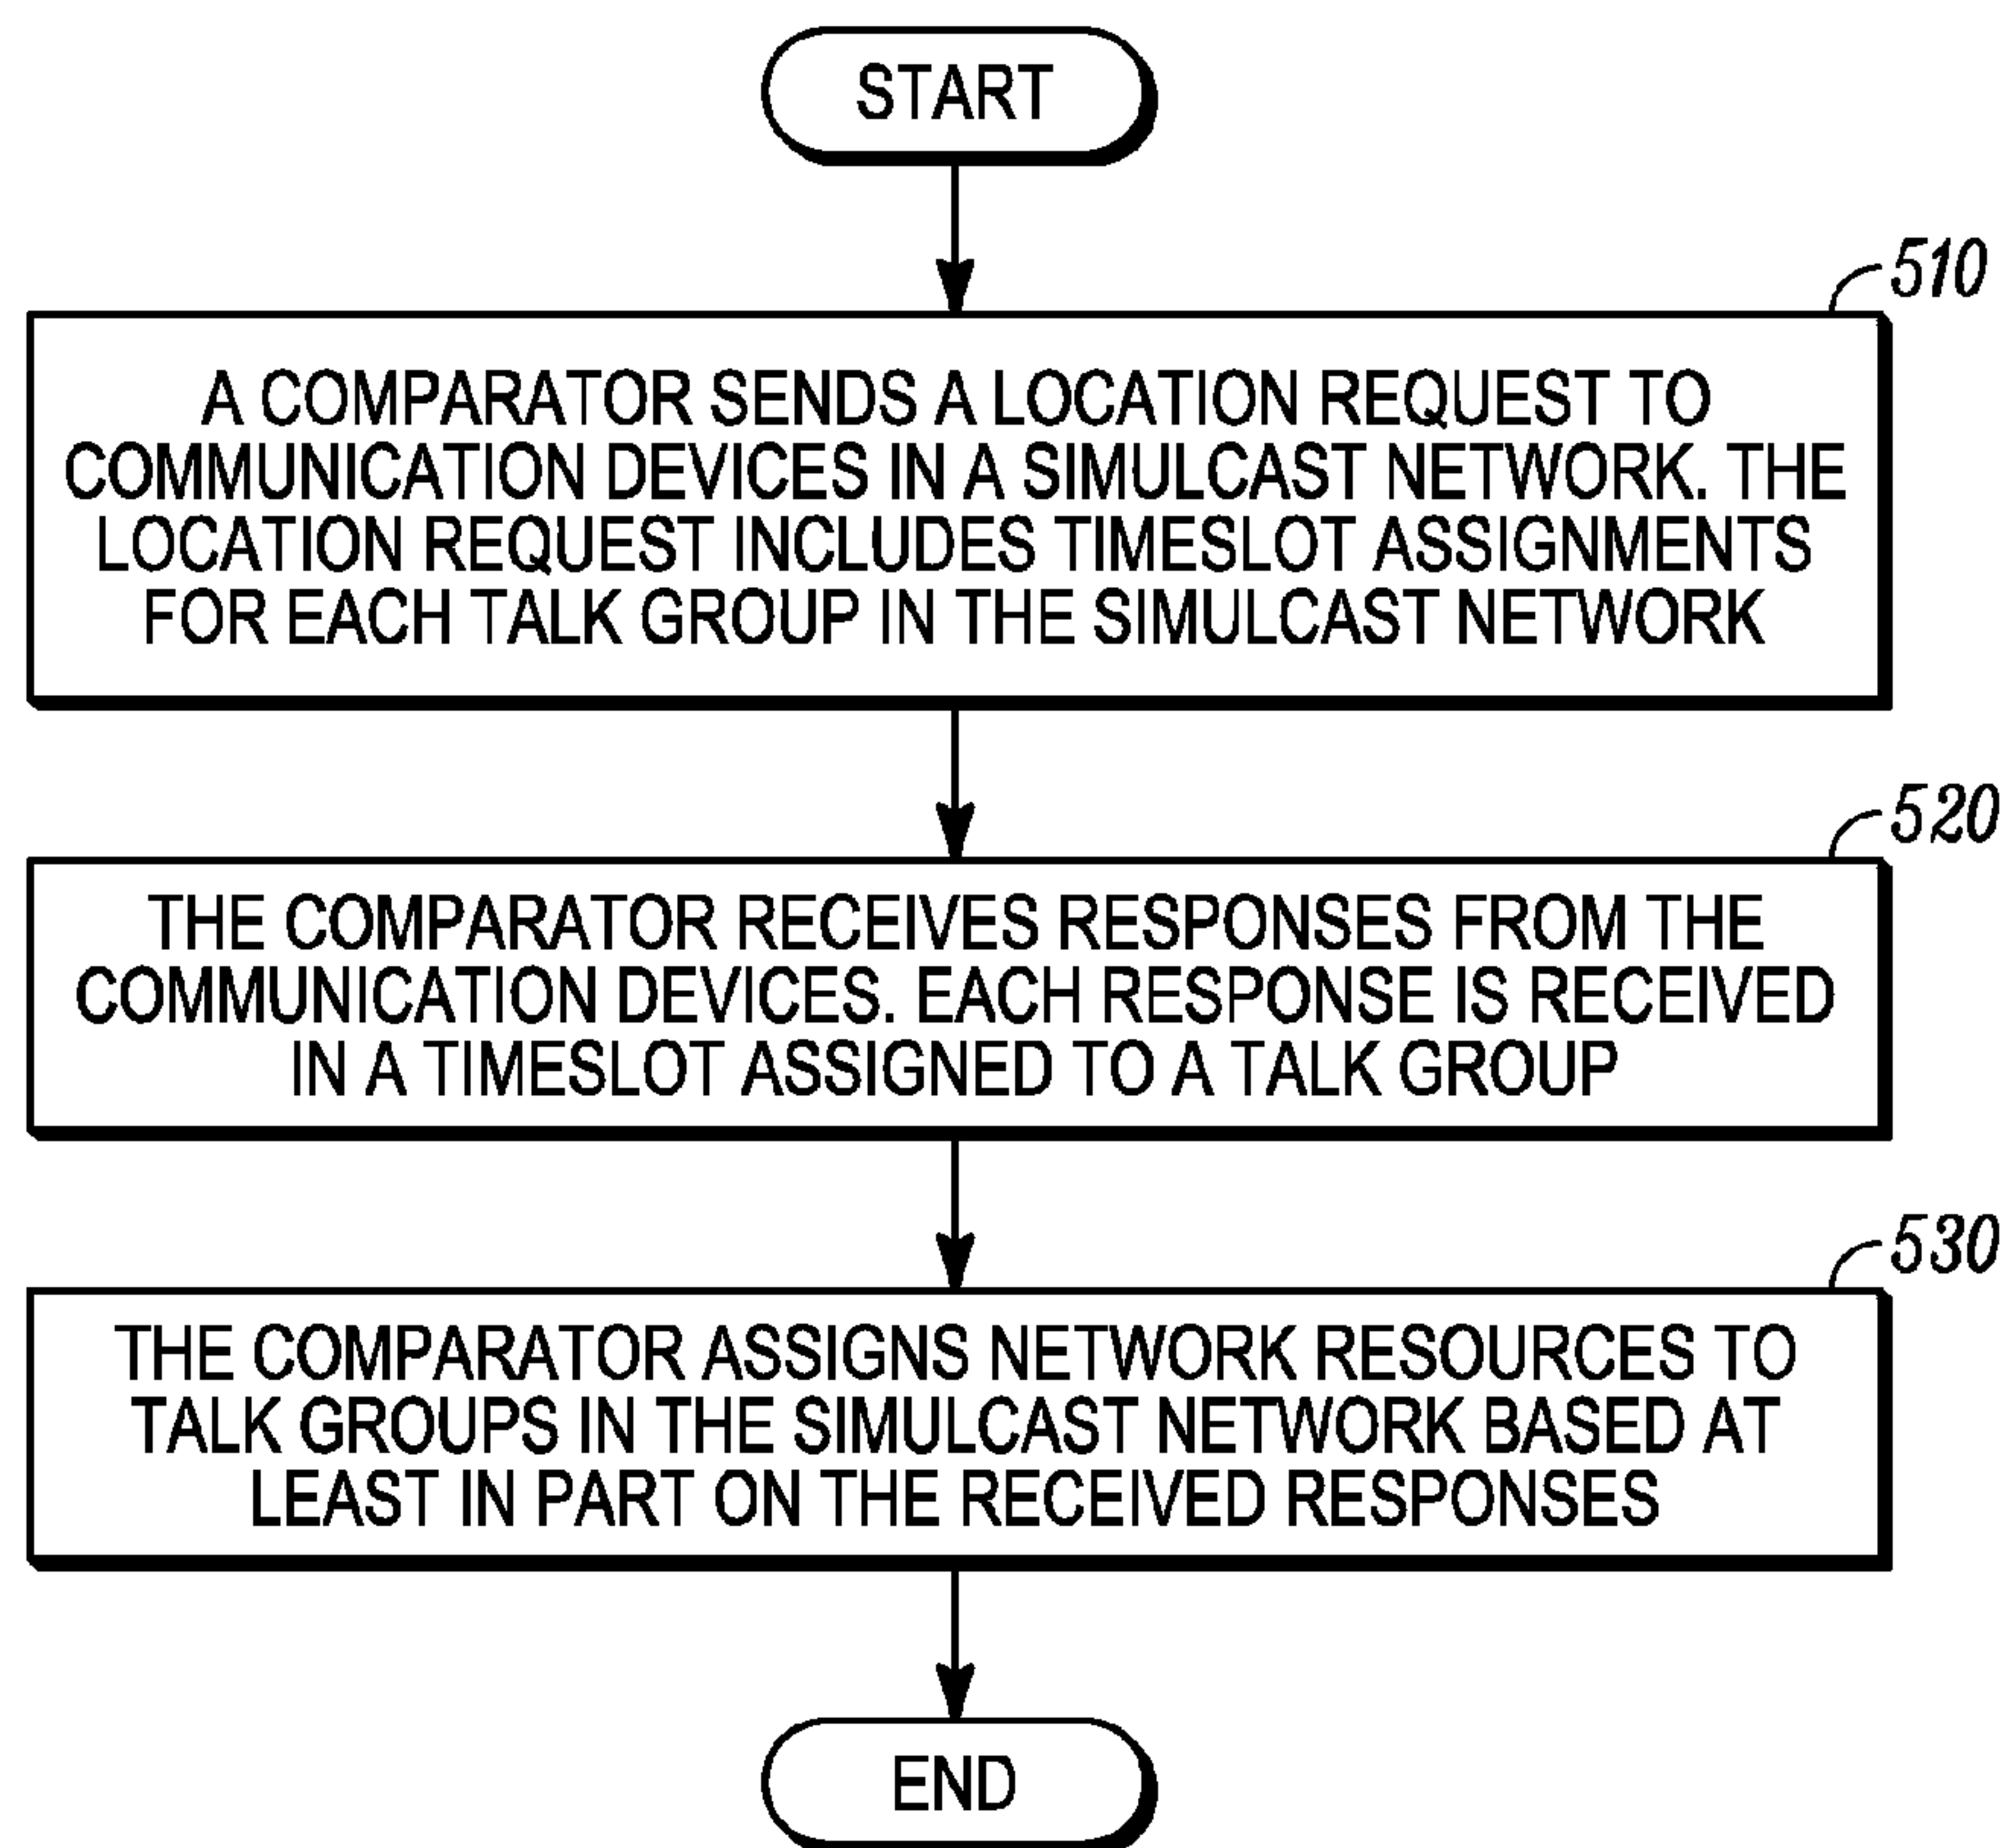 START
510
A COMPARATOR SENDS A LOCATION REQUEST TO
COMMUNICATION DEVICES IN A SIMULCAST NETWORK. THE
LOCATION REQUEST INCLUDES TIMESLOT ASSIGNMENTS
FOR EACH TALK GROUP IN THE SIMULCAST NETWORK
520
THE COMPARATOR RECEIVES RESPONSES FROM THE
COMMUNICATION DEVICES. EACH RESPONSE IS RECEIVED
IN A TIMESLOT ASSIGNED TO A TALK GROUP
530
THE COMPARATOR ASSIGNS NETWORK RESOURCES TO
TALK GROUPS IN THE SIMULCAST NETWORK BASED AT
LEAST IN PART ON THE RECEIVED RESPONSES
END